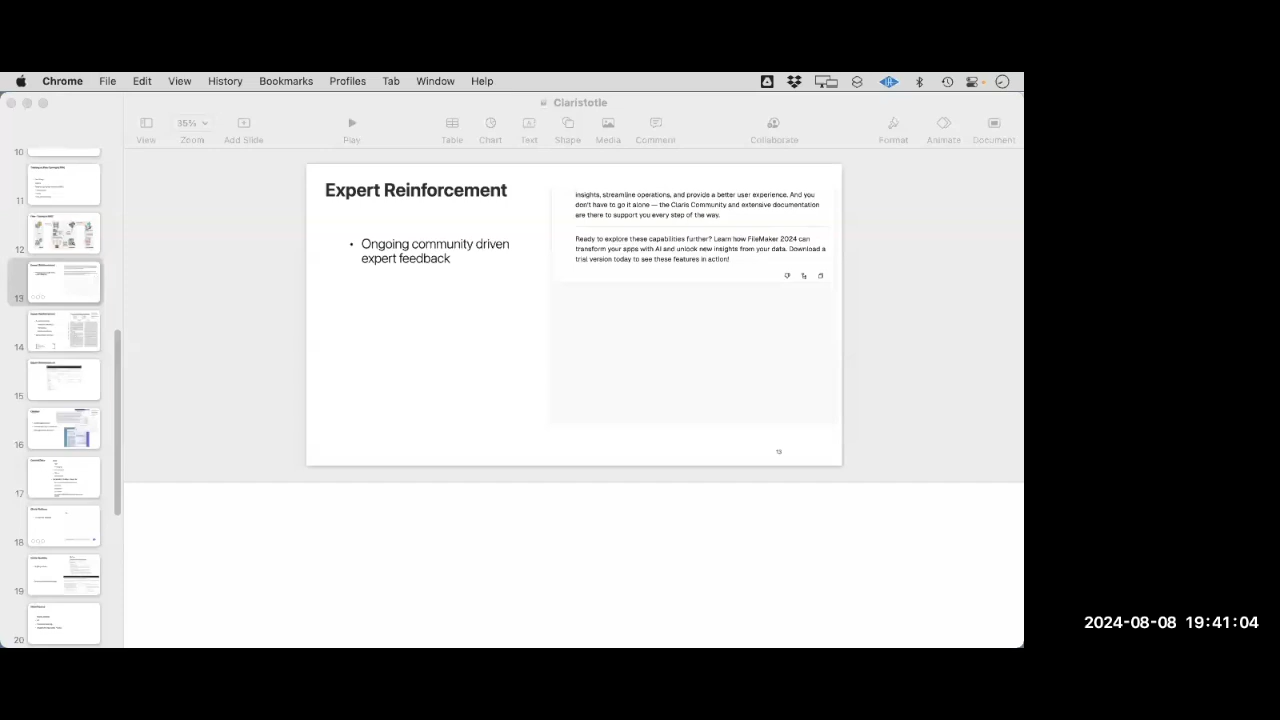 Chrome File Edit View History Bookmarks Profiles Tab Window Help
Claristotle
35%
View Zoom Add Slide Play Table Chart Text Shape Media Comment Collaborate Format Animate Document
10
11
12
13
14
15
16
17
18
19
20
Expert Reinforcement
• Ongoing community driven
expert feedback
insights, streamline operations, and provide a better user experience. And you
don't have to go it alone — the Claris Community and extensive documentation
are there to support you every step of the way.
Ready to explore these capabilities further? Learn how FileMaker 2024 can
transform your apps with AI and unlock new insights from your data. Download a
trial version today to see these features in action!
13
2024-08-08 19:41:04